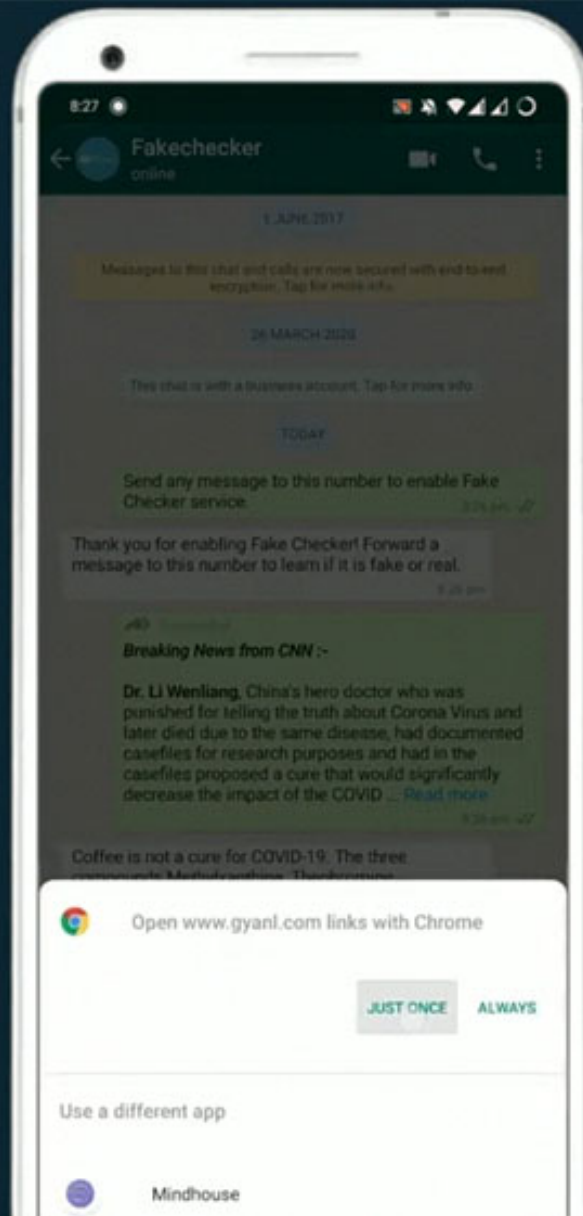 8:27
Fakechecker
online
1 JUNE 2017
Messages to this chat and calls are now secured with end-to-end
encryption. Tap for more info.
26 MARCH 2020
This chat is with a business account. Tap for more info.
TODAY
Send any message to this number to enable Fake
Checker service.
Thank you for enabling Fake Checker! Forward a
message to this number to learn if it is fake or real.
Breaking News from CNN :-
Dr. Li Wenliang, China's hero doctor who was
punished for telling the truth about Corona Virus and
later died due to the same disease, had documented
casefiles for research purposes and had in the
casefiles proposed a cure that would significantly
decrease the impact of the COVID ... Read more
Coffee is not a cure for COVID-19. The three
compounds Methylxanthine, Theobromine
Open www.gyanl.com links with Chrome
JUST ONCE ALWAYS
Use a different app
Mindhouse